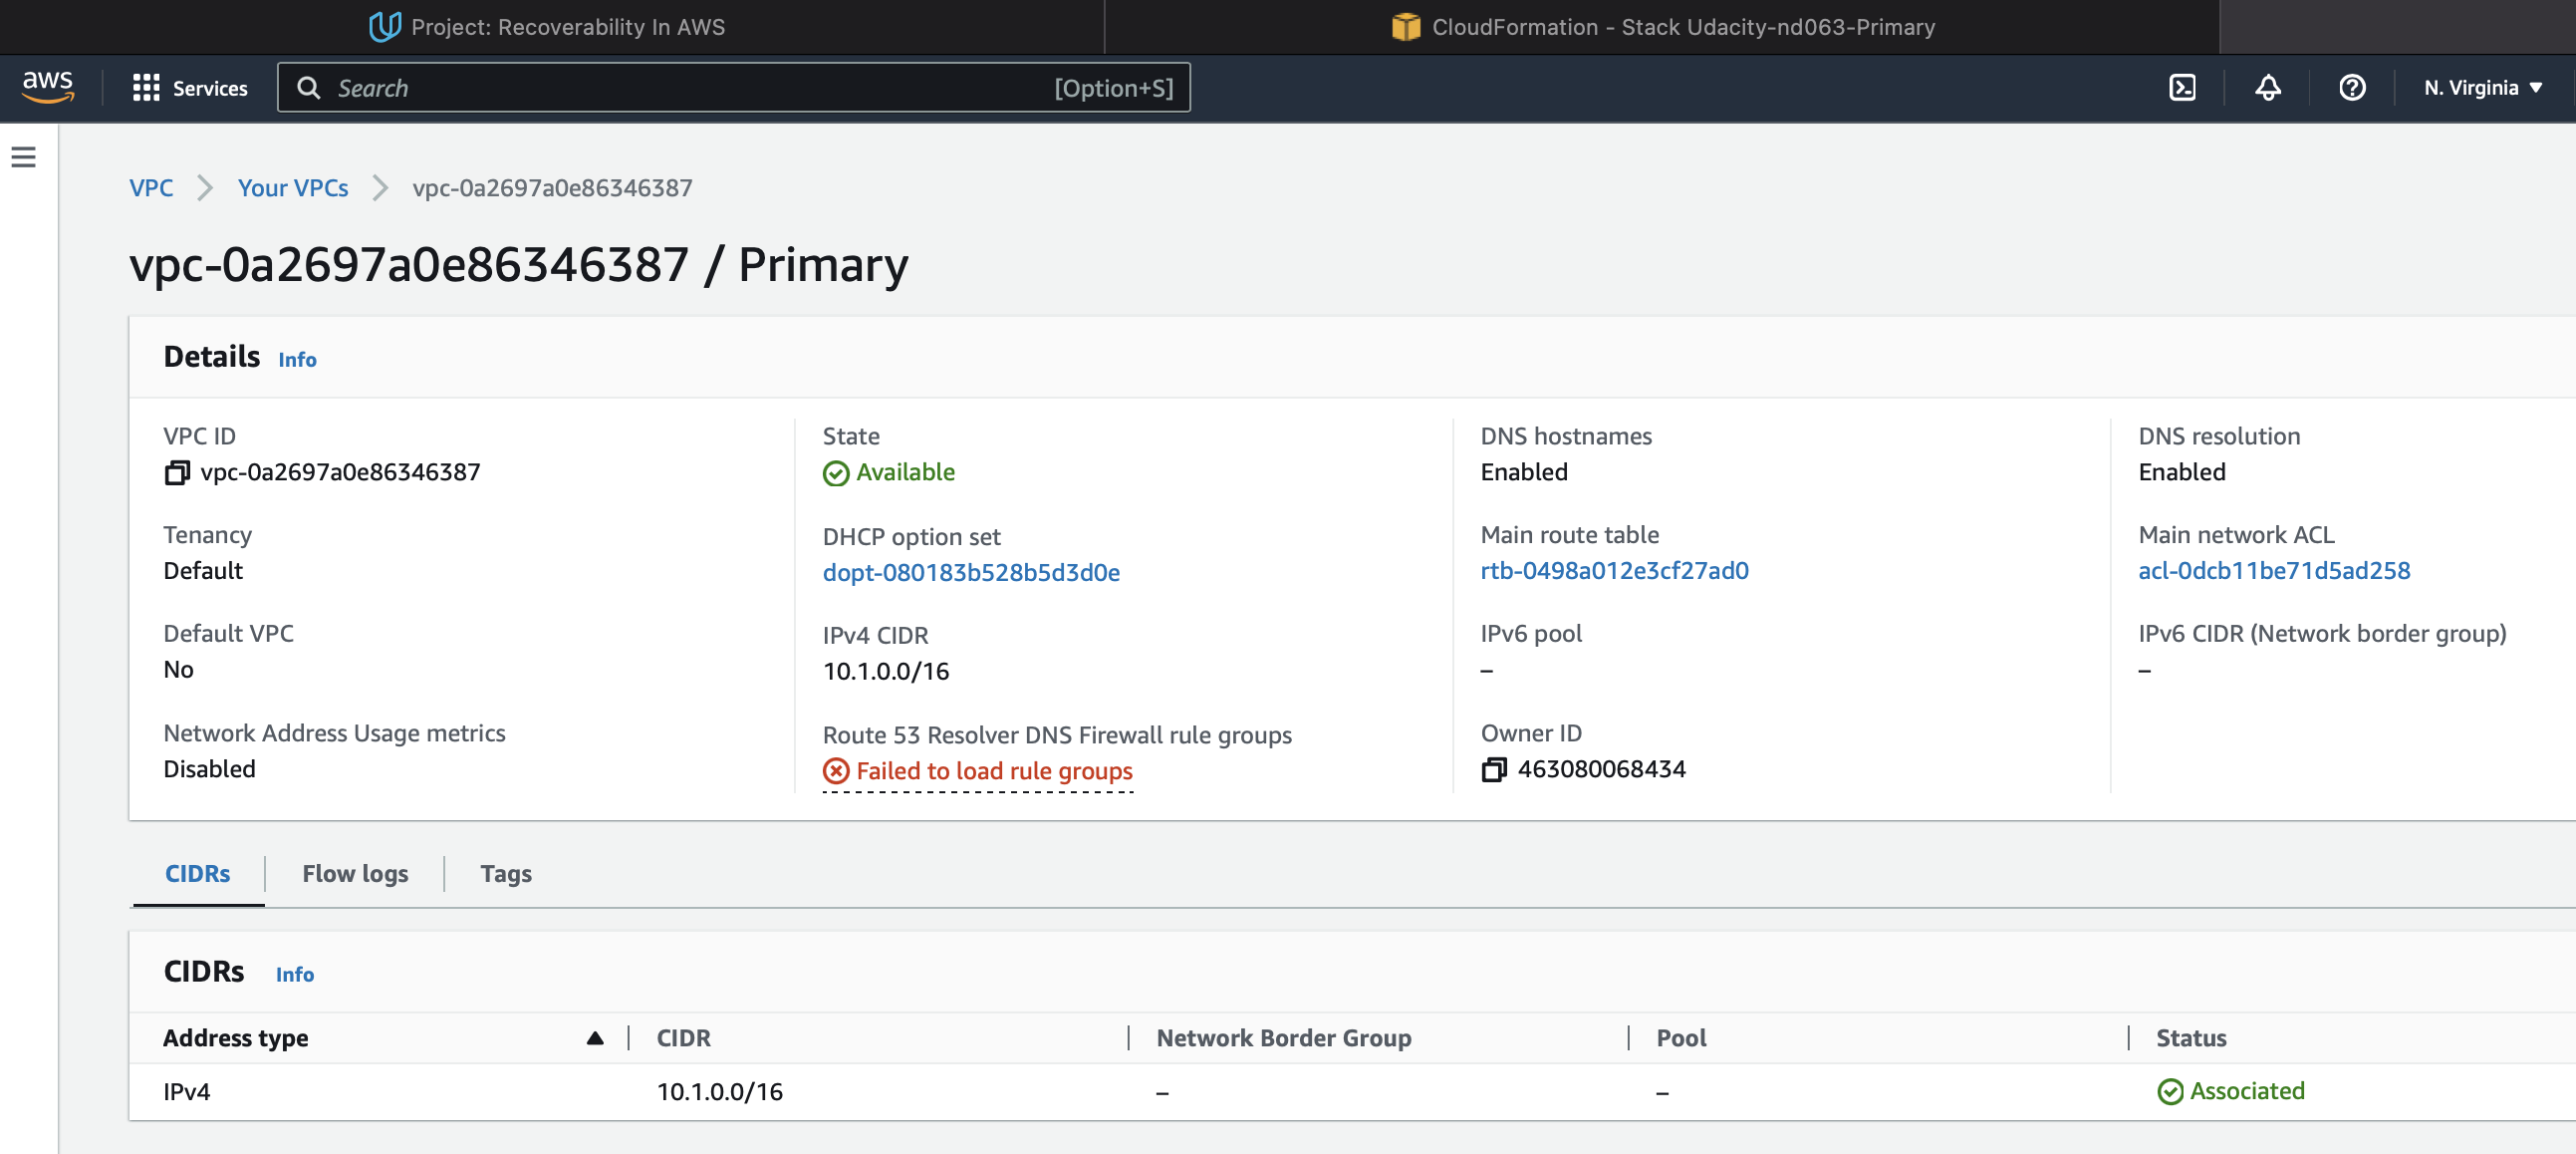 Project: Recoverability In AWS
CloudFormation - Stack Udacity-nd063-Primary
aws
Services
Search
[Option+S]
N. Virginia
VPC
Your VPCs
vpc-0a2697a0e86346387
vpc-0a2697a0e86346387 / Primary
Details Info
VPC ID
vpc-0a2697a0e86346387
State
Available
DNS hostnames
Enabled
DNS resolution
Enabled
Tenancy
Default
DHCP option set
dopt-080183b528b5d3d0e
Main route table
rtb-0498a012e3cf27ad0
Main network ACL
acl-0dcb11be71d5ad258
Default VPC
No
IPv4 CIDR
10.1.0.0/16
IPv6 pool
–
IPv6 CIDR (Network border group)
–
Network Address Usage metrics
Disabled
Route 53 Resolver DNS Firewall rule groups
Failed to load rule groups
Owner ID
463080068434
CIDRs
Flow logs
Tags
CIDRs Info
Address type CIDR Network Border Group Pool Status
IPv4 10.1.0.0/16 – – Associated